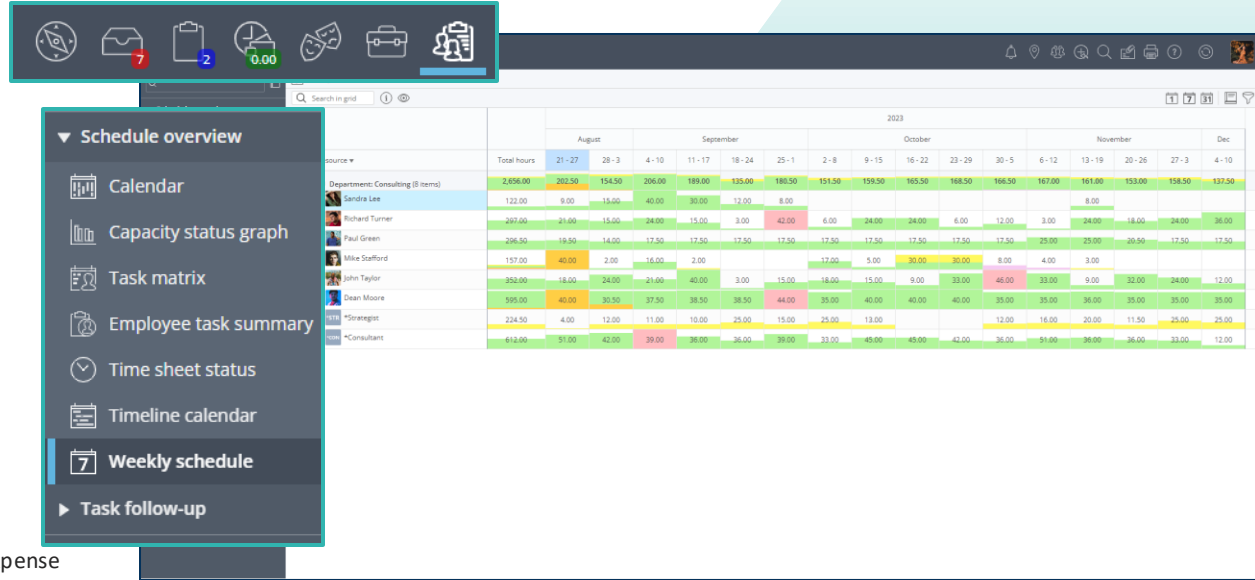 7 2 0.00
Search in grid
1 7 31
▼ Schedule overview
Calendar
Capacity status graph
Task matrix
Employee task summary
Time sheet status
Timeline calendar
7 Weekly schedule
▶ Task follow-up
pense
2023
August September October November Dec
source ▼ Total hours 21 - 27 28 - 3 4 - 10 11 - 17 18 - 24 25 - 1 2 - 8 9 - 15 16 - 22 23 - 29 30 - 5 6 - 12 13 - 19 20 - 26 27 - 3 4 - 10
Department: Consulting (8 items) 2,656.00 202.50 154.50 206.00 189.00 135.00 180.50 151.50 159.50 165.50 168.50 166.50 167.00 161.00 153.00 158.50 137.50
Sandra Lee 122.00 9.00 15.00 40.00 30.00 12.00 8.00 8.00
Richard Turner 297.00 21.00 15.00 24.00 15.00 3.00 42.00 6.00 24.00 24.00 6.00 12.00 3.00 24.00 18.00 24.00 36.00
Paul Green 296.50 19.50 14.00 17.50 17.50 17.50 17.50 17.50 17.50 17.50 17.50 17.50 25.00 25.00 20.50 17.50 17.50
Mike Stafford 157.00 40.00 2.00 16.00 2.00 17.00 5.00 30.00 30.00 8.00 4.00 3.00
John Taylor 352.00 18.00 24.00 21.00 40.00 3.00 15.00 18.00 15.00 9.00 33.00 46.00 33.00 9.00 32.00 24.00 12.00
Dean Moore 595.00 40.00 30.50 37.50 38.50 38.50 44.00 35.00 40.00 40.00 40.00 35.00 35.00 36.00 35.00 35.00 35.00
*Strategist 224.50 4.00 12.00 11.00 10.00 25.00 15.00 25.00 13.00 12.00 16.00 20.00 11.50 25.00 25.00
*Consultant 612.00 51.00 42.00 39.00 36.00 36.00 39.00 33.00 45.00 45.00 42.00 36.00 51.00 36.00 36.00 33.00 12.00